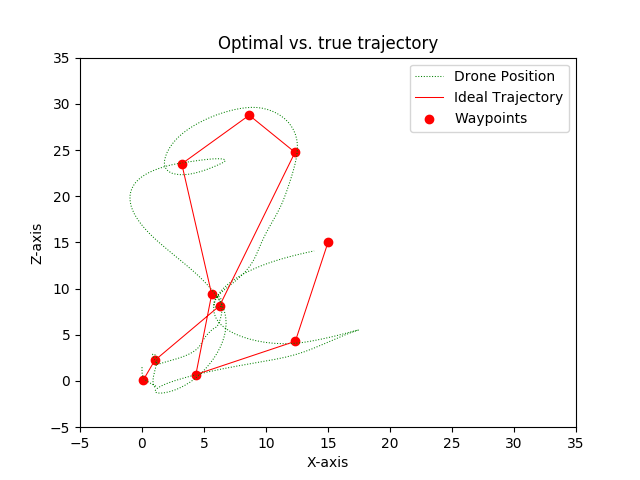 Optimal vs. true trajectory
Drone Position
Ideal Trajectory
Waypoints
Z-axis
35
30
25
20
15
10
5
0
−5
−5 0 5 10 15 20 25 30 35
X-axis